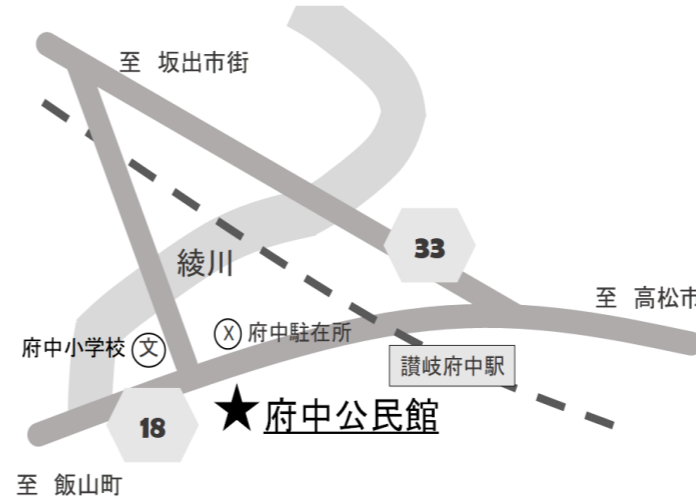 至 坂出市街
33
綾川
至 高松市
府中小学校 文
X 府中駐在所
讃岐府中駅
18
★府中公民館
至 飯山町